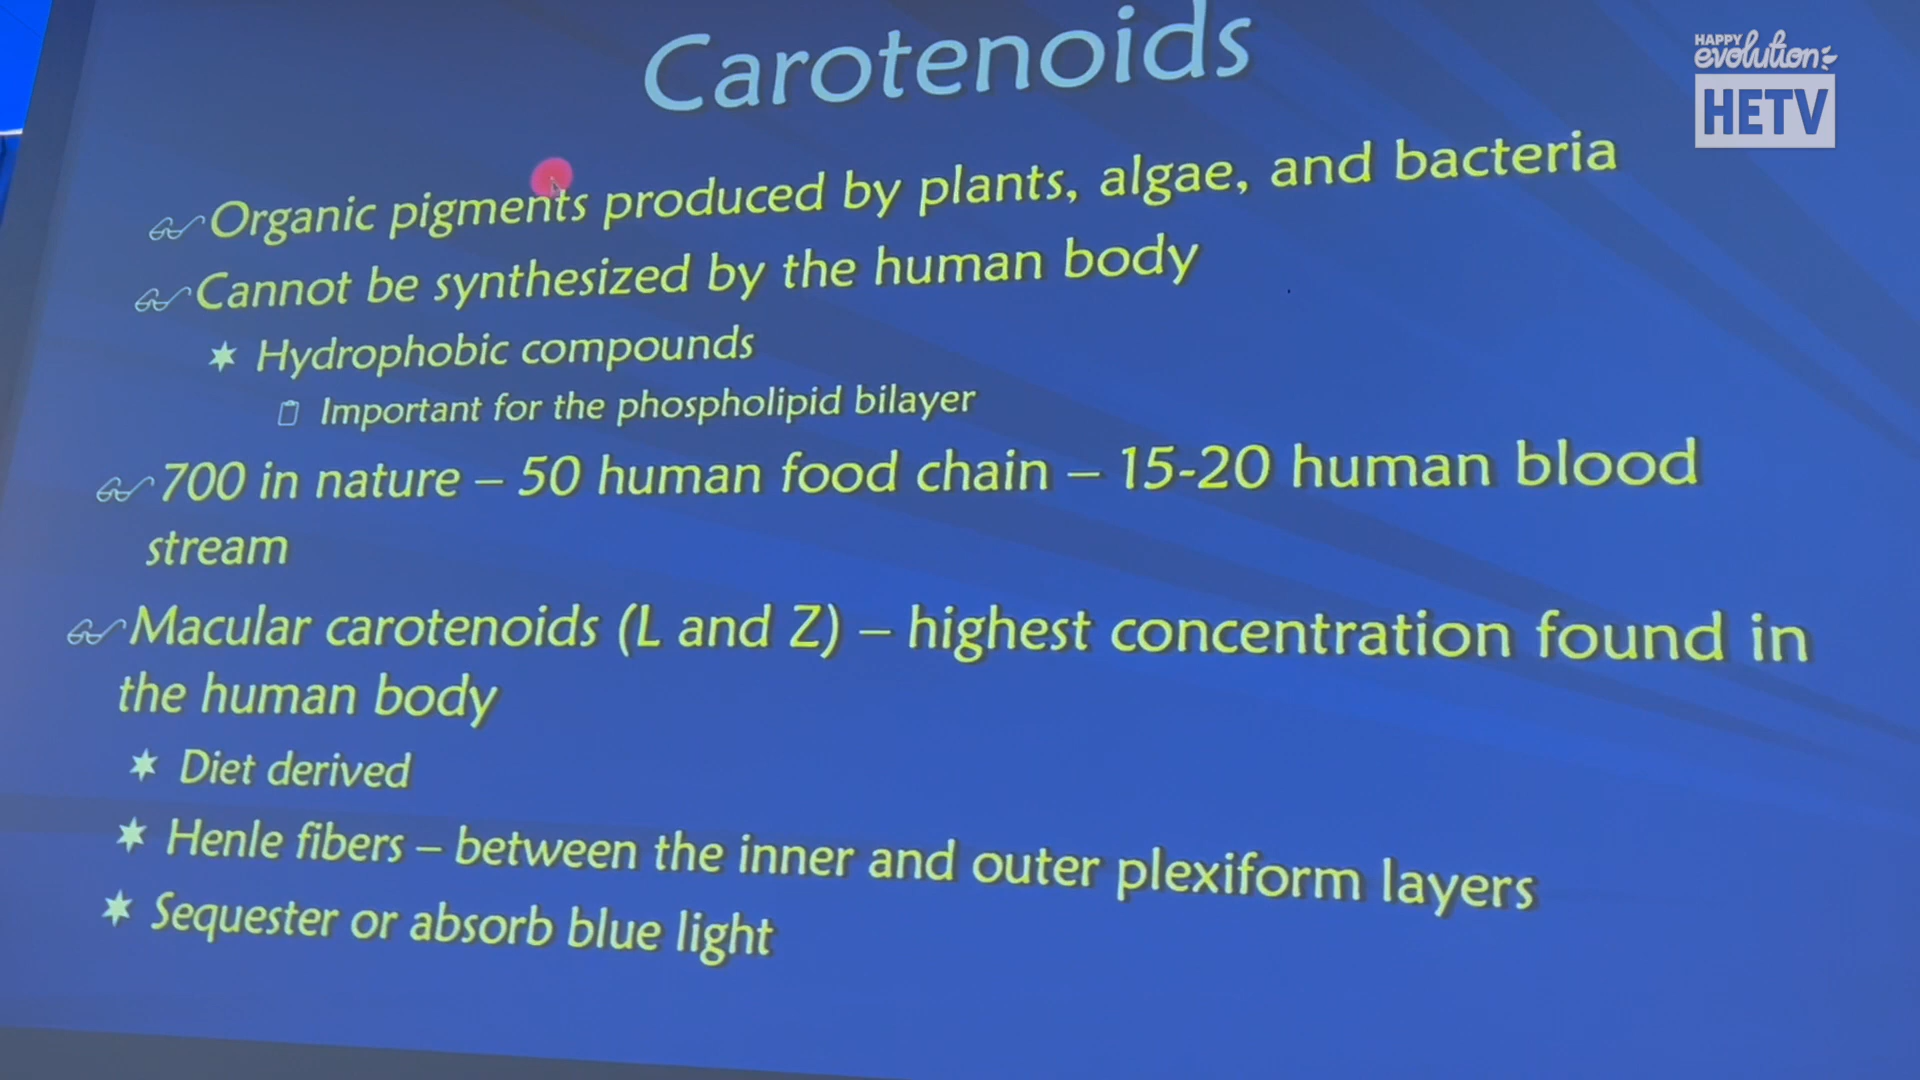 Carotenoids
HAPPY
evolution
HETV
Organic pigments produced by plants, algae, and bacteria
Cannot be synthesized by the human body
Hydrophobic compounds
Important for the phospholipid bilayer
700 in nature – 50 human food chain – 15-20 human blood
stream
Macular carotenoids (L and Z) – highest concentration found in
the human body
Diet derived
Henle fibers – between the inner and outer plexiform layers
Sequester or absorb blue light